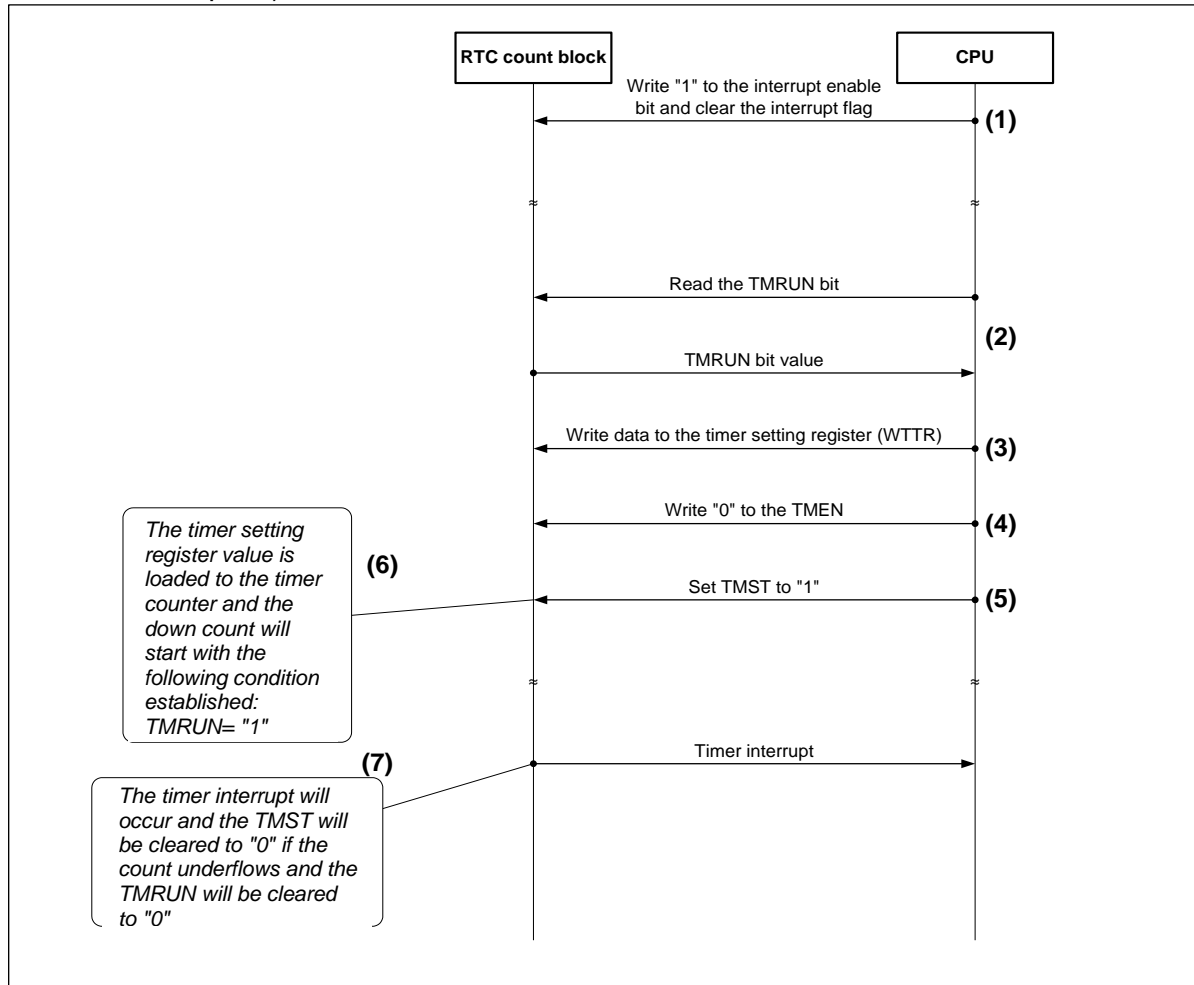 RTC count block
CPU
Write "1" to the interrupt enable
bit and clear the interrupt flag
(1)
≈
≈
Read the TMRUN bit
(2)
TMRUN bit value
Write data to the timer setting register (WTTR)
(3)
Write "0" to the TMEN
(4)
The timer setting
register value is
loaded to the timer
counter and the
down count will
start with the
following condition
established:
TMRUN= "1"
(6)
Set TMST to "1"
(5)
≈
≈
Timer interrupt
(7)
The timer interrupt will
occur and the TMST will
be cleared to "0" if the
count underflows and the
TMRUN will be cleared
to "0"